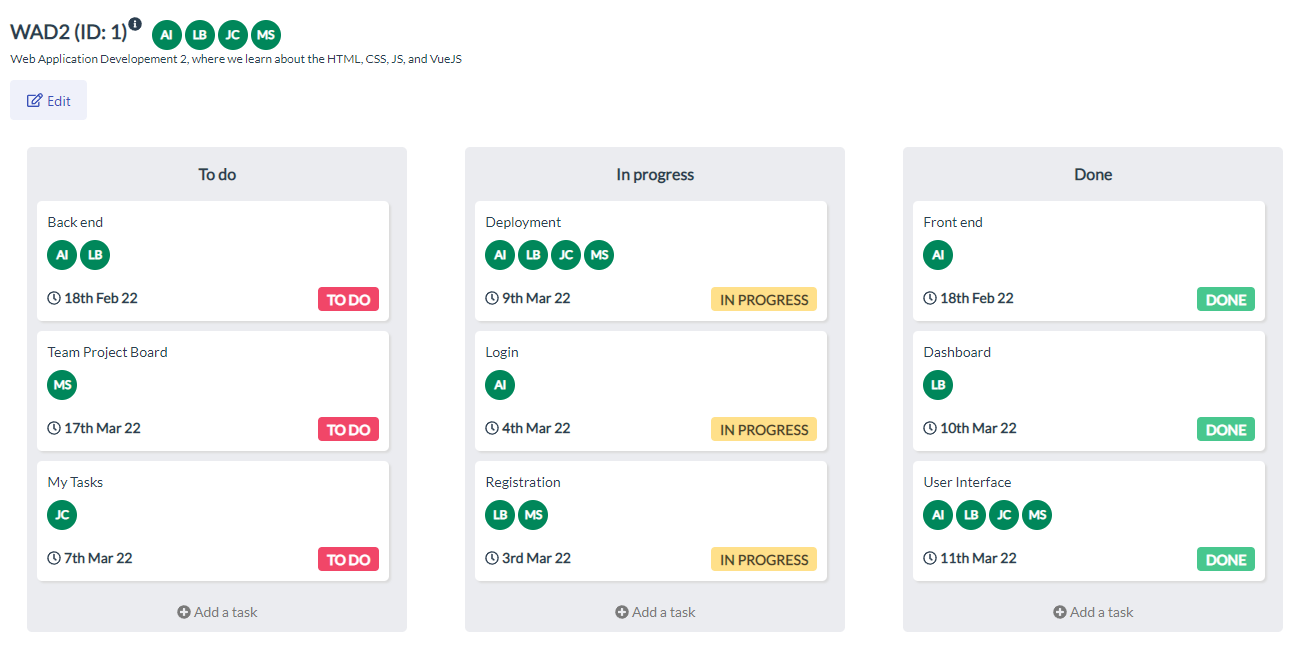 WAD2 (ID: 1) i AI LB JC MS
Web Application Developement 2, where we learn about the HTML, CSS, JS, and VueJS
Edit
To do
Back end
AI LB
18th Feb 22 TO DO
Team Project Board
MS
17th Mar 22 TO DO
My Tasks
JC
7th Mar 22 TO DO
Add a task
In progress
Deployment
AI LB JC MS
9th Mar 22 IN PROGRESS
Login
AI
4th Mar 22 IN PROGRESS
Registration
LB MS
3rd Mar 22 IN PROGRESS
Add a task
Done
Front end
AI
18th Feb 22 DONE
Dashboard
LB
10th Mar 22 DONE
User Interface
AI LB JC MS
11th Mar 22 DONE
Add a task